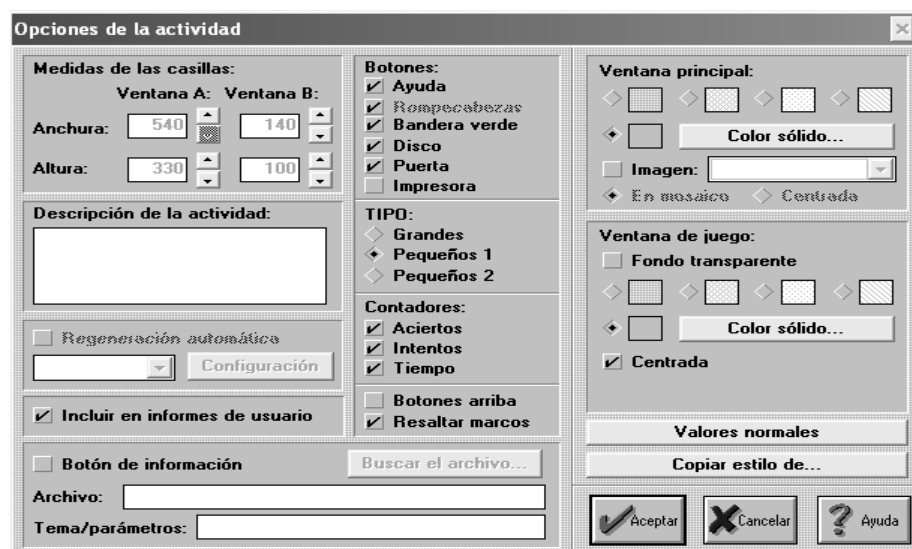 Opciones de la actividad
Medidas de las casillas:
Ventana A: Ventana B:
Anchura: 540 140
Altura: 330 100
Descripción de la actividad:
Regeneración automática
Configuración
Incluir en informes de usuario
Botones:
Ayuda
Rompecabezas
Bandera verde
Disco
Puerta
Impresora
TIPO:
Grandes
Pequeños 1
Pequeños 2
Contadores:
Aciertos
Intentos
Tiempo
Botones arriba
Resaltar marcos
Botón de información Buscar el archivo...
Archivo:
Tema/parámetros:
Ventana principal:
Color sólido...
Imagen:
En mosaico Centrada
Ventana de juego:
Fondo transparente
Color sólido...
Centrada
Valores normales
Copiar estilo de...
Aceptar Cancelar Ayuda